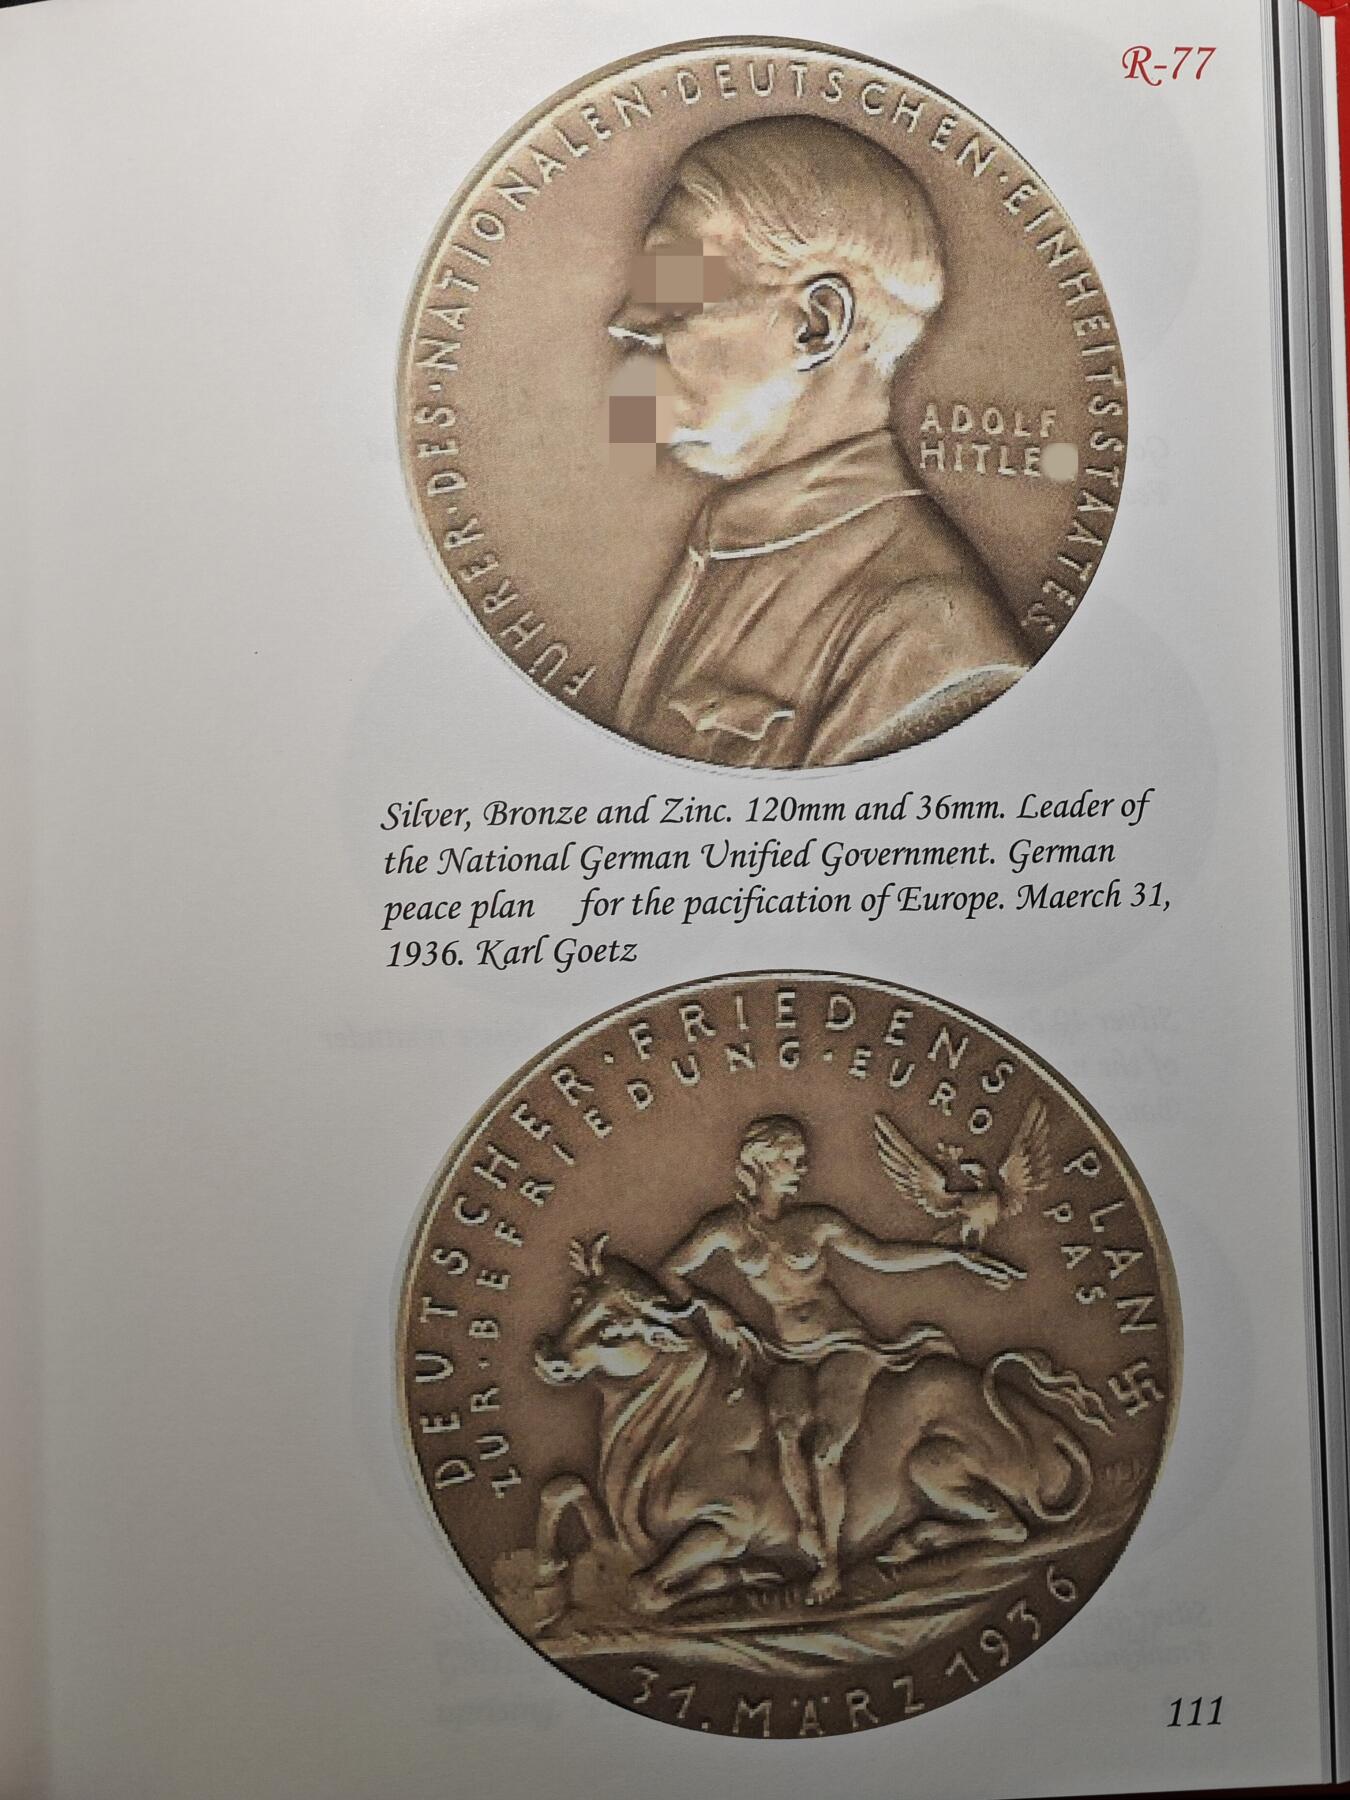 R-77
FÜHRER·DES·NATIONALEN·DEUTSCHEN·EINHEITSSTAATES
ADOLF
HITLE
Silver, Bronze and Zinc. 120mm and 36mm. Leader of
the National German Unified Government. German
peace plan for the pacification of Europe. Maerch 31,
1936. Karl Goetz
DEUTSCHER·FRIEDENS PLAN
ZUR·BEFRIEDUNG·EUROPAS
31. MÄRZ 1936
111